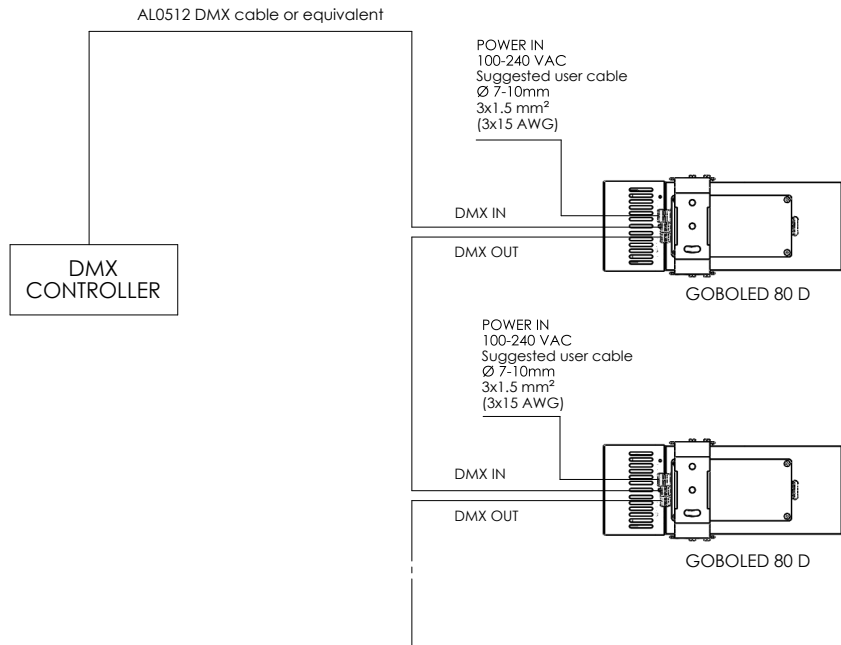 AL0512 DMX cable or equivalent
POWER IN
100-240 VAC
Suggested user cable
Ø 7-10mm
3x1.5 mm²
(3x15 AWG)
DMX IN
DMX OUT
DMX
CONTROLLER
GOBOLED 80 D
POWER IN
100-240 VAC
Suggested user cable
Ø 7-10mm
3x1.5 mm²
(3x15 AWG)
DMX IN
DMX OUT
GOBOLED 80 D